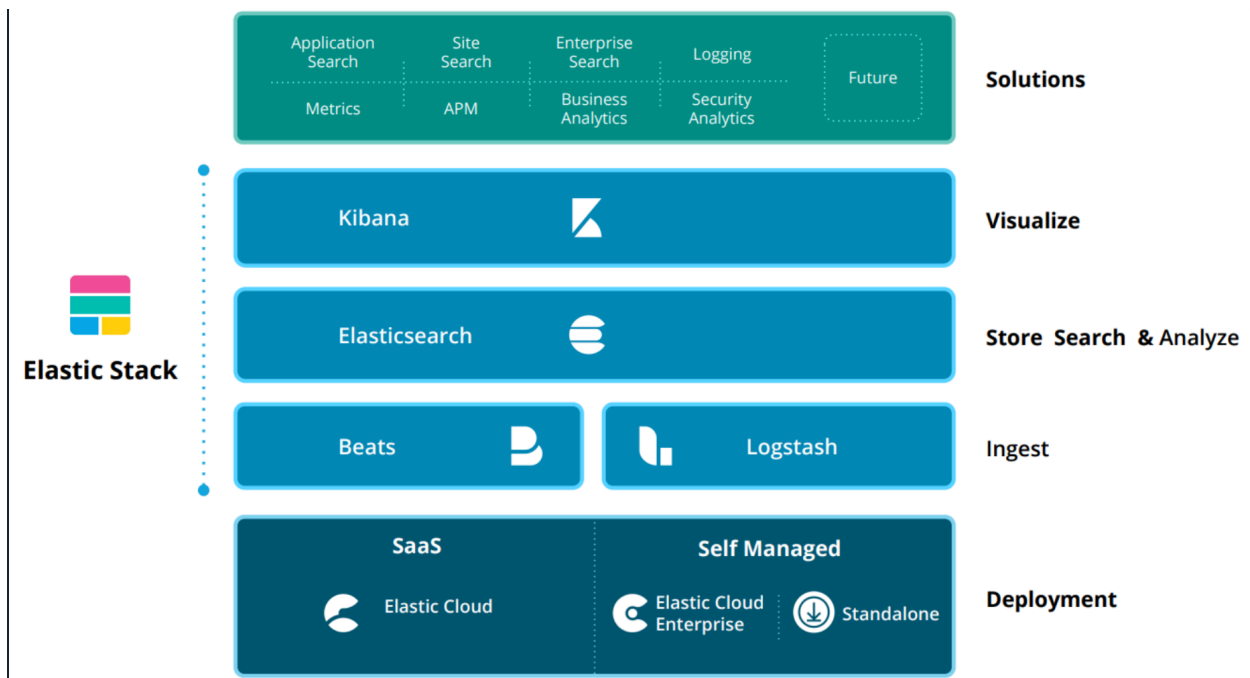 Application
Search
Site
Search
Enterprise
Search
Logging
Metrics
APM
Business
Analytics
Security
Analytics
Future
Solutions
Kibana
Visualize
Elastic Stack
Elasticsearch
Store Search & Analyze
Beats
Logstash
Ingest
SaaS
Elastic Cloud
Self Managed
Elastic Cloud
Enterprise
Standalone
Deployment